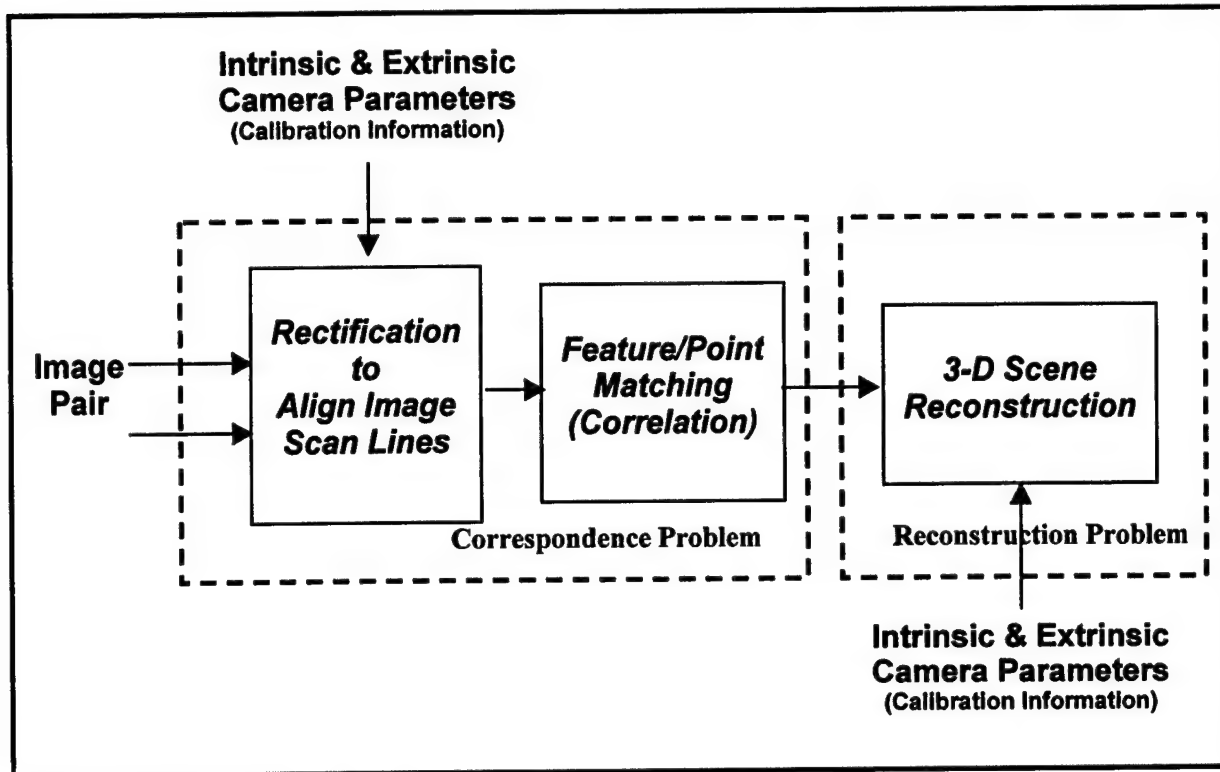 Intrinsic & Extrinsic
Camera Parameters
(Calibration Information)
Image
Pair
Rectification
to
Align Image
Scan Lines
Feature/Point
Matching
(Correlation)
Correspondence Problem
3-D Scene
Reconstruction
Reconstruction Problem
Intrinsic & Extrinsic
Camera Parameters
(Calibration Information)